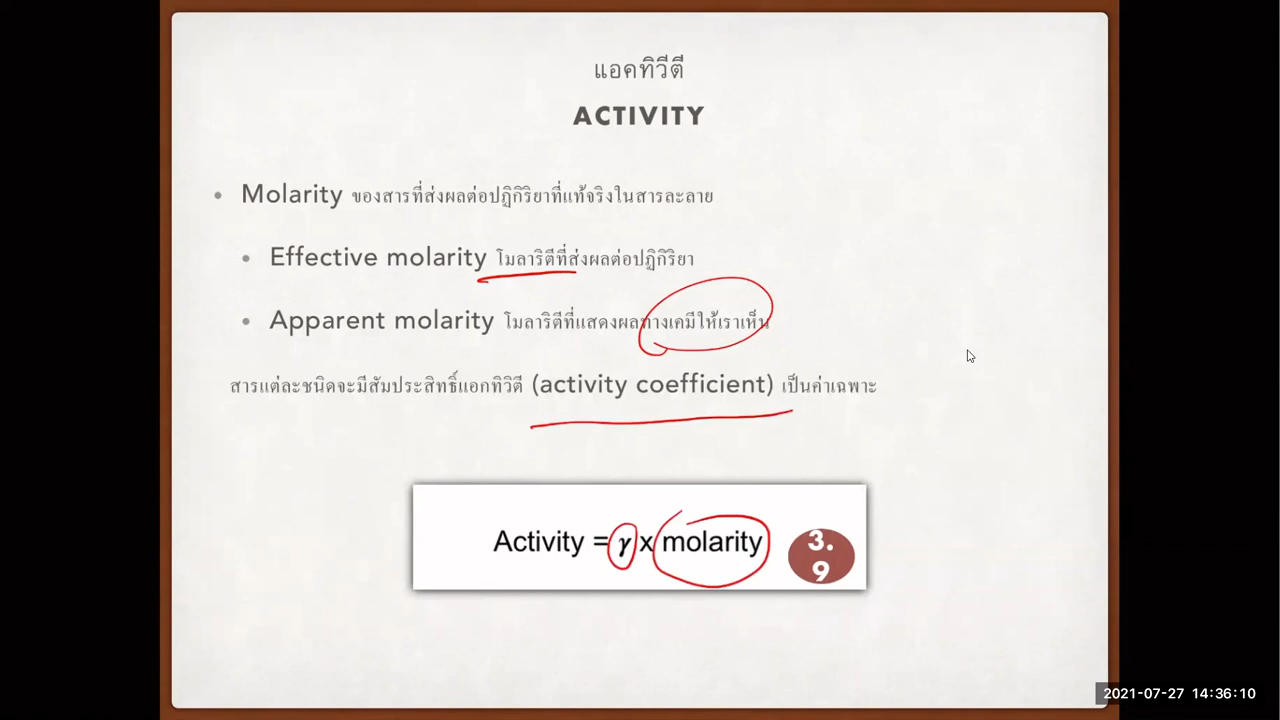 แอคทิวีตี
ACTIVITY
• Molarity ของสารที่ส่งผลต่อปฏิกิริยาที่แท้จริงในสารละลาย
• Effective molarity โมลาริตีที่ส่งผลต่อปฏิกิริยา
• Apparent molarity โมลาริตีที่แสดงผลทางเคมีให้เราเห็น
สารแต่ละชนิดจะมีสัมประสิทธิ์แอกทิวิตี (activity coefficient) เป็นค่าเฉพาะ
Activity = γ x molarity
3.
9
2021-07-27 14:36:10